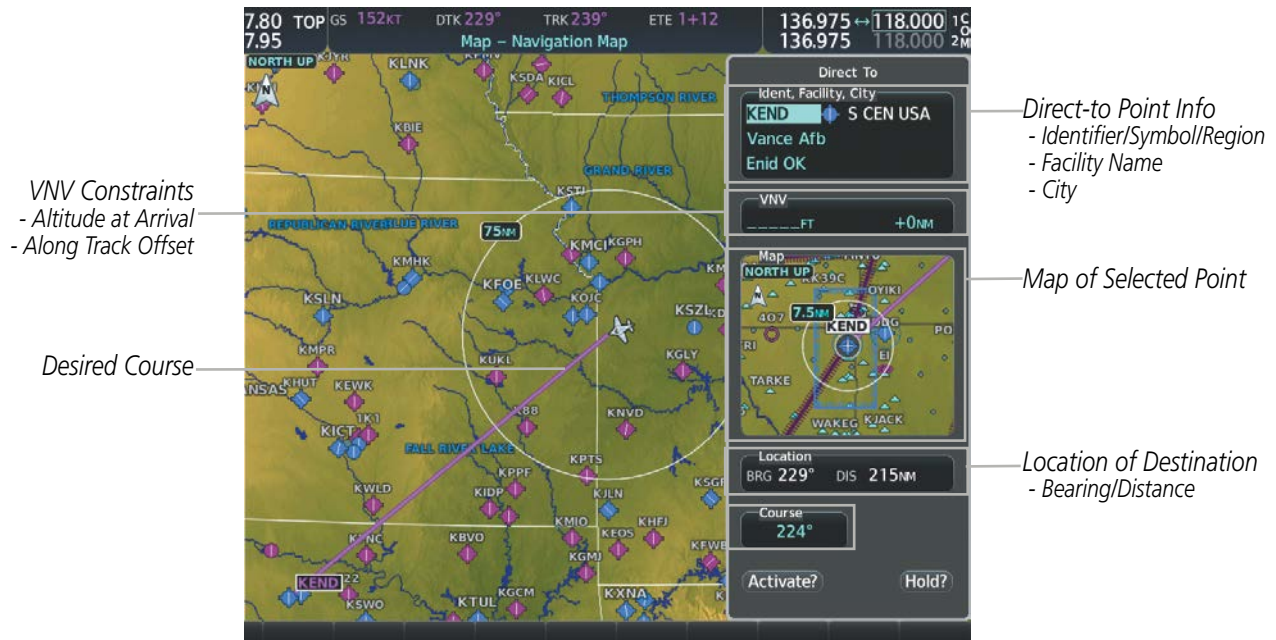 7.80 TOP
7.95
GS 152KT DTK 229° TRK 239° ETE 1+12
Map – Navigation Map
136.975 ↔ 118.000
136.975 118.000
NORTH UP
N
KLNK
KSDA
KICL
THOMPSON RIVER
KBIE
GRAND RIVER
KSTJ
REPUBLICAN RIVER
BLUE RIVER
75NM
KMCI
KGPH
KMHK
KFOE
KLWC
KOJC
KSLN
KSZL
KMPR
KUKL
KGLY
KHUT
KEWK
1K1
K88
KNVD
KICT
FALL RIVER LAKE
KPTS
KPPF
KWLD
KIDP
KJLN
KMIO
KEOS
KHFJ
KBVO
KGMJ
KEND
22
KSWO
KTUL
KGCM
KXNA
Direct To
Ident, Facility, City
KEND S CEN USA
Vance Afb
Enid OK
VNV
_____FT +0NM
Map
NORTH UP
N
KK39C
OYIKI
4O7
7.5NM
KEND
RI
EI
PO
TARKE
WAKEG
KJACK
Location
BRG 229° DIS 215NM
Course
224°
Activate?
Hold?
VNV Constraints
- Altitude at Arrival
- Along Track Offset
Desired Course
Direct-to Point Info
- Identifier/Symbol/Region
- Facility Name
- City
Map of Selected Point
Location of Destination
- Bearing/Distance